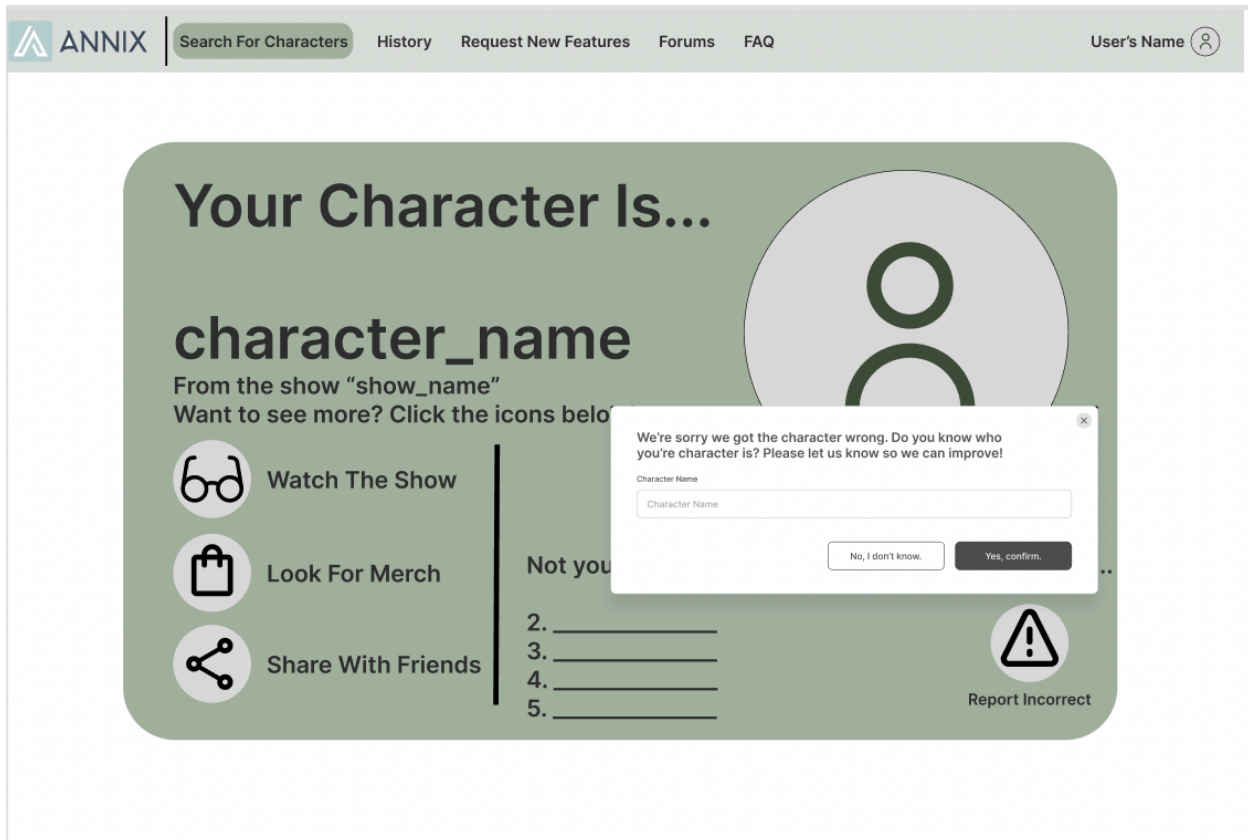 ANNIX
Search For Characters
History
Request New Features
Forums
FAQ
User's Name
Your Character Is...
character_name
From the show “show_name”
Want to see more? Click the icons
Watch The Show
Look For Merch
Share With Friends
Not
2.
3.
4.
5.
We're sorry we got the character wrong. Do you know who
you're character is? Please let us know so we can improve!
Character Name
Character Name
No, I don't know.
Yes, confirm.
Report Incorrect